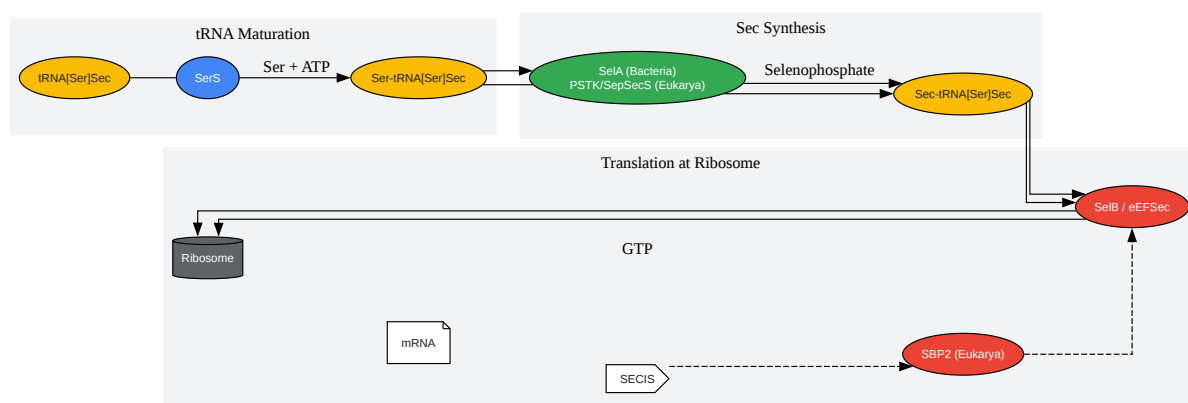 tRNA Maturation
tRNA[Ser]Sec
SerS
Ser + ATP
Ser-tRNA[Ser]Sec
Sec Synthesis
SelA (Bacteria)
PSTK/SepSecS (Eukarya)
Selenophosphate
Sec-tRNA[Ser]Sec
Translation at Ribosome
SelB / eEFSec
Ribosome
GTP
mRNA
SECIS
SBP2 (Eukarya)